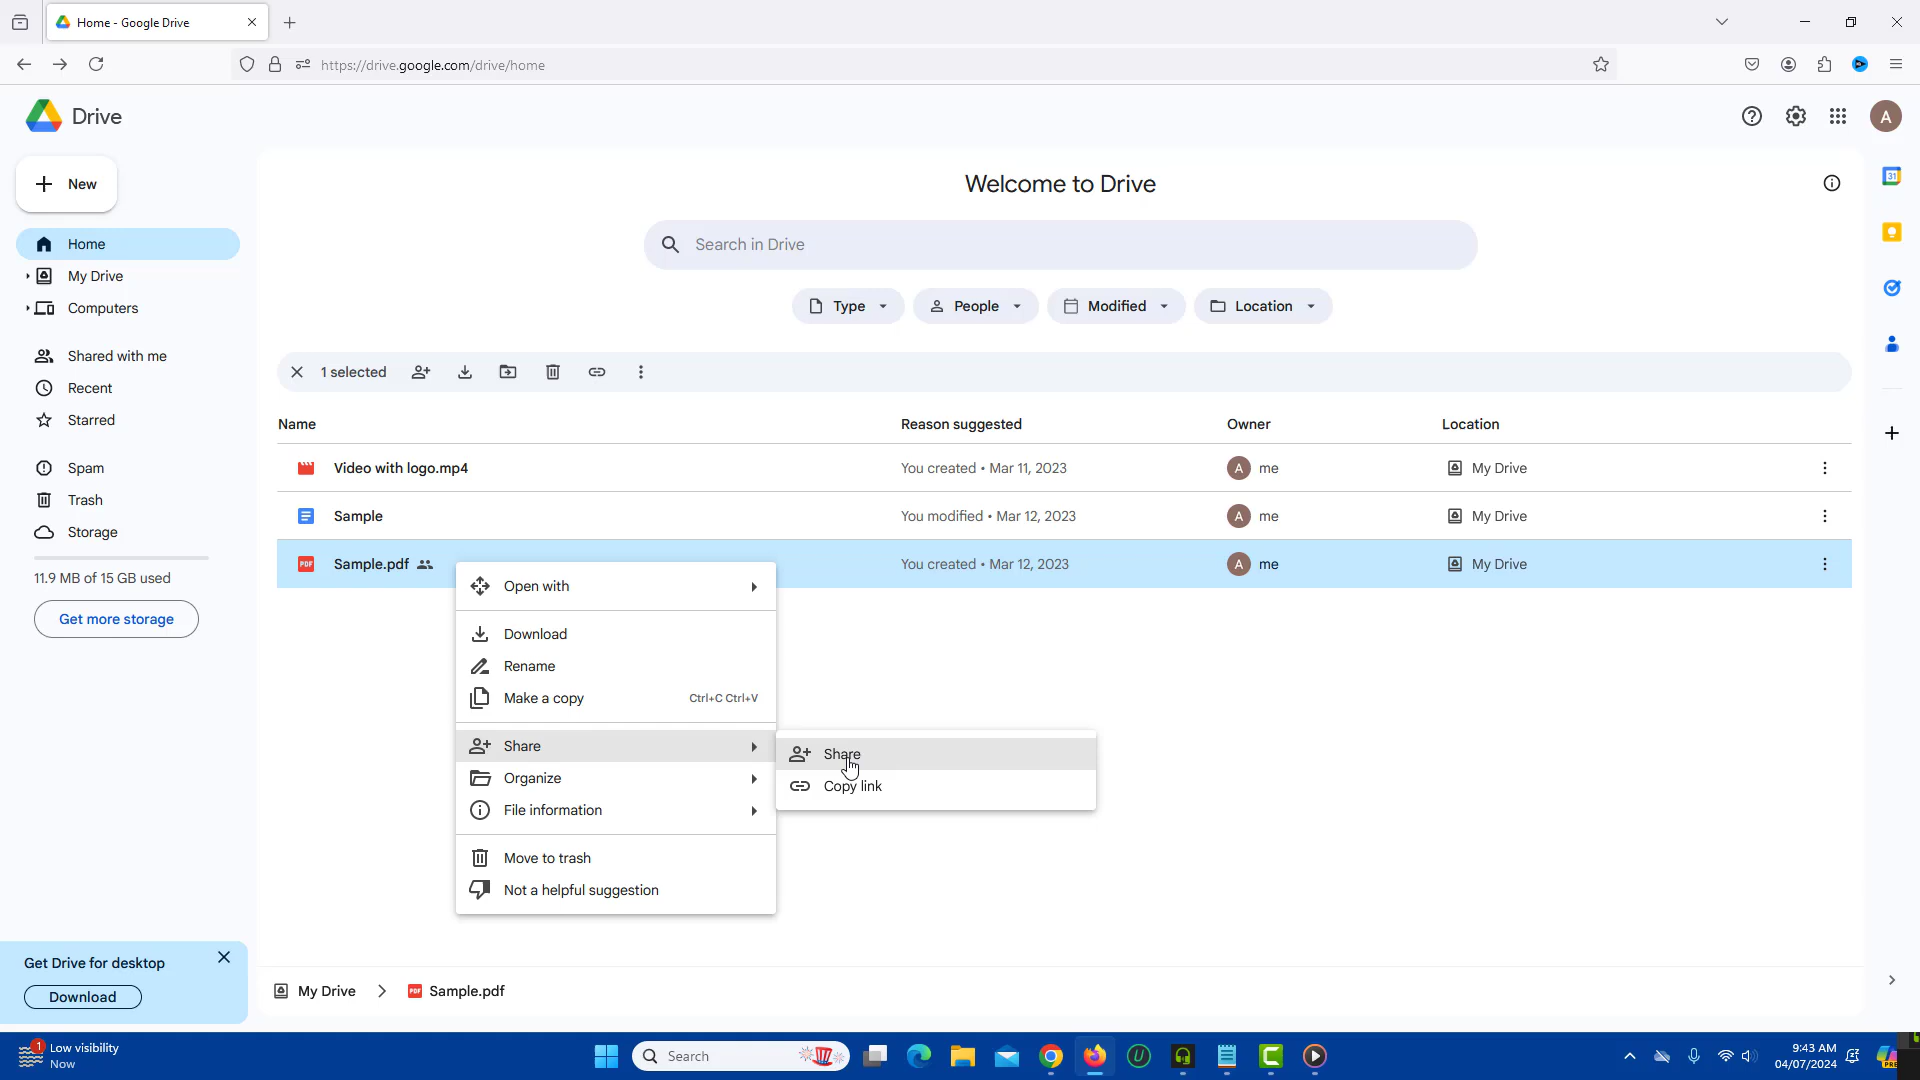 Home - Google Drive
https://drive.google.com/drive/home
Drive
A
New
Welcome to Drive
31
Home
Search in Drive
My Drive
Computers
Type
People
Modified
Location
Shared with me
Recent
Starred
1 selected
Name
Reason suggested
Owner
Location
Spam
Trash
Storage
Video with logo.mp4
You created • Mar 11, 2023
A
me
My Drive
Sample
You modified • Mar 12, 2023
A
me
My Drive
PDF
Sample.pdf
You created • Mar 12, 2023
A
me
My Drive
11.9 MB of 15 GB used
Get more storage
Open with
Download
Rename
Make a copy
Ctrl+C Ctrl+V
Share
Organize
File information
Move to trash
Not a helpful suggestion
Share
Copy link
Get Drive for desktop
Download
My Drive
PDF
Sample.pdf
1
Low visibility
Now
Search
9:43 AM
04/07/2024
PRE